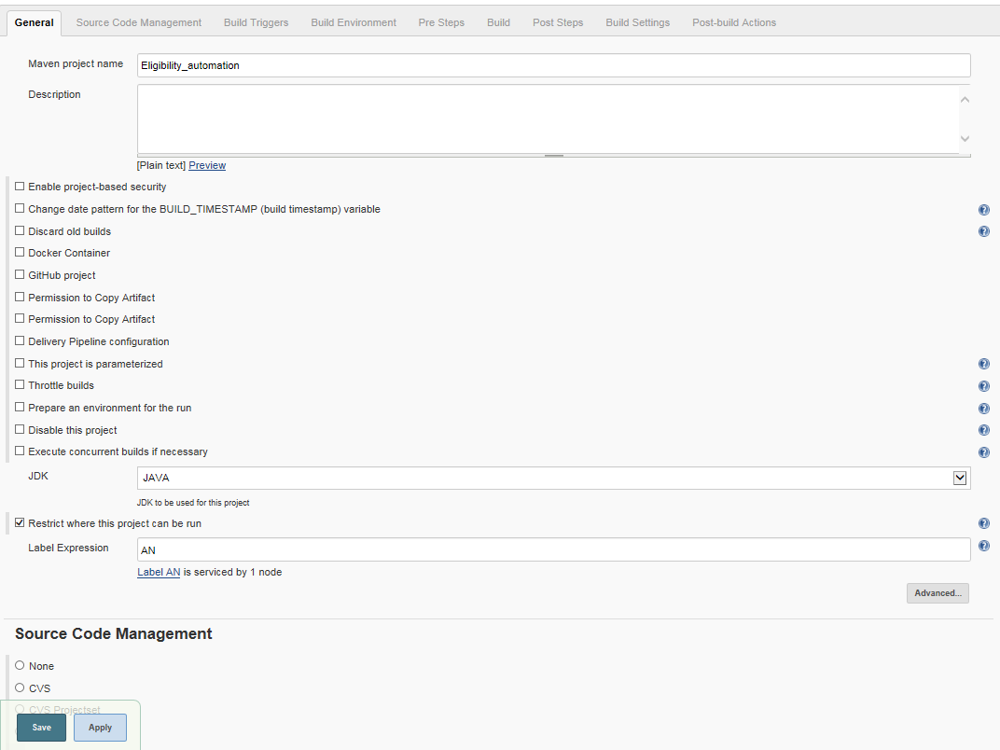 General Source Code Management Build Triggers Build Environment Pre Steps Build Post Steps Build Settings Post-build Actions
Maven project name Eligibility_automation
Description
[Plain text] Preview
Enable project-based security
Change date pattern for the BUILD_TIMESTAMP (build timestamp) variable
Discard old builds
Docker Container
GitHub project
Permission to Copy Artifact
Permission to Copy Artifact
Delivery Pipeline configuration
This project is parameterized
Throttle builds
Prepare an environment for the run
Disable this project
Execute concurrent builds if necessary
JDK JAVA
JDK to be used for this project
Restrict where this project can be run
Label Expression AN
Label AN is serviced by 1 node
Advanced...
Source Code Management
None
CVS
CVS Projectset
Save Apply